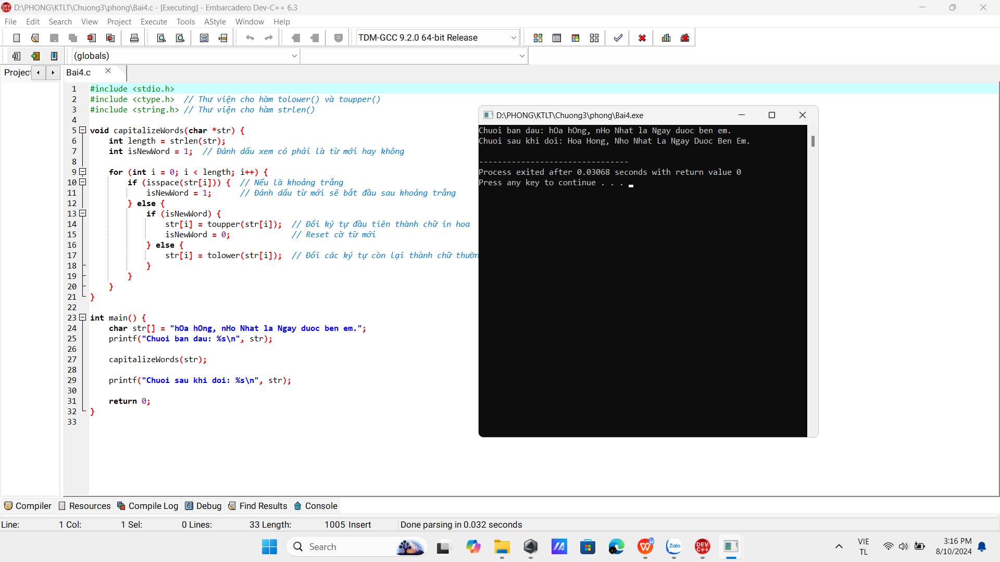 D:\PHONG\KTLT\Chuong3\phong\Bai4.c - [Executing] - Embarcadero Dev-C++ 6.3
File Edit Search View Project Execute Tools AStyle Window Help
TDM-GCC 9.2.0 64-bit Release
(globals)
Project
Bai4.c
1 #include <stdio.h>
2 #include <ctype.h>  // Thư viện cho hàm tolower() và toupper()
3 #include <string.h> // Thư viện cho hàm strlen()
4
5 void capitalizeWords(char *str) {
6     int length = strlen(str);
7     int isNewWord = 1;  // Đánh dấu xem có phải là từ mới hay không
8
9     for (int i = 0; i < length; i++) {
10         if (isspace(str[i])) {  // Nếu là khoảng trắng
11             isNewWord = 1;      // Đánh dấu từ mới sẽ bắt đầu sau khoảng trắng
12         } else {
13             if (isNewWord) {
14                 str[i] = toupper(str[i]);  // Đổi ký tự đầu tiên thành chữ in hoa
15                 isNewWord = 0;             // Reset cờ từ mới
16             } else {
17                 str[i] = tolower(str[i]);  // Đổi các ký tự còn lại thành chữ thườn
18             }
19         }
20     }
21 }
22
23 int main() {
24     char str[] = "hOa hOng, nHo Nhat la Ngay duoc ben em.";
25     printf("Chuoi ban dau: %s\n", str);
26
27     capitalizeWords(str);
28
29     printf("Chuoi sau khi doi: %s\n", str);
30
31     return 0;
32 }
33
D:\PHONG\KTLT\Chuong3\phong\Bai4.exe
Chuoi ban dau: hOa hOng, nHo Nhat la Ngay duoc ben em.
Chuoi sau khi doi: Hoa Hong, Nho Nhat La Ngay Duoc Ben Em.
--------------------------------
Process exited after 0.03068 seconds with return value 0
Press any key to continue . . .
Compiler Resources Compile Log Debug Find Results Console
Line: 1 Col: 1 Sel: 0 Lines: 33 Length: 1005 Insert Done parsing in 0.032 seconds
Search
Zalo
DEV C++
VIE
TL
3:16 PM
8/10/2024